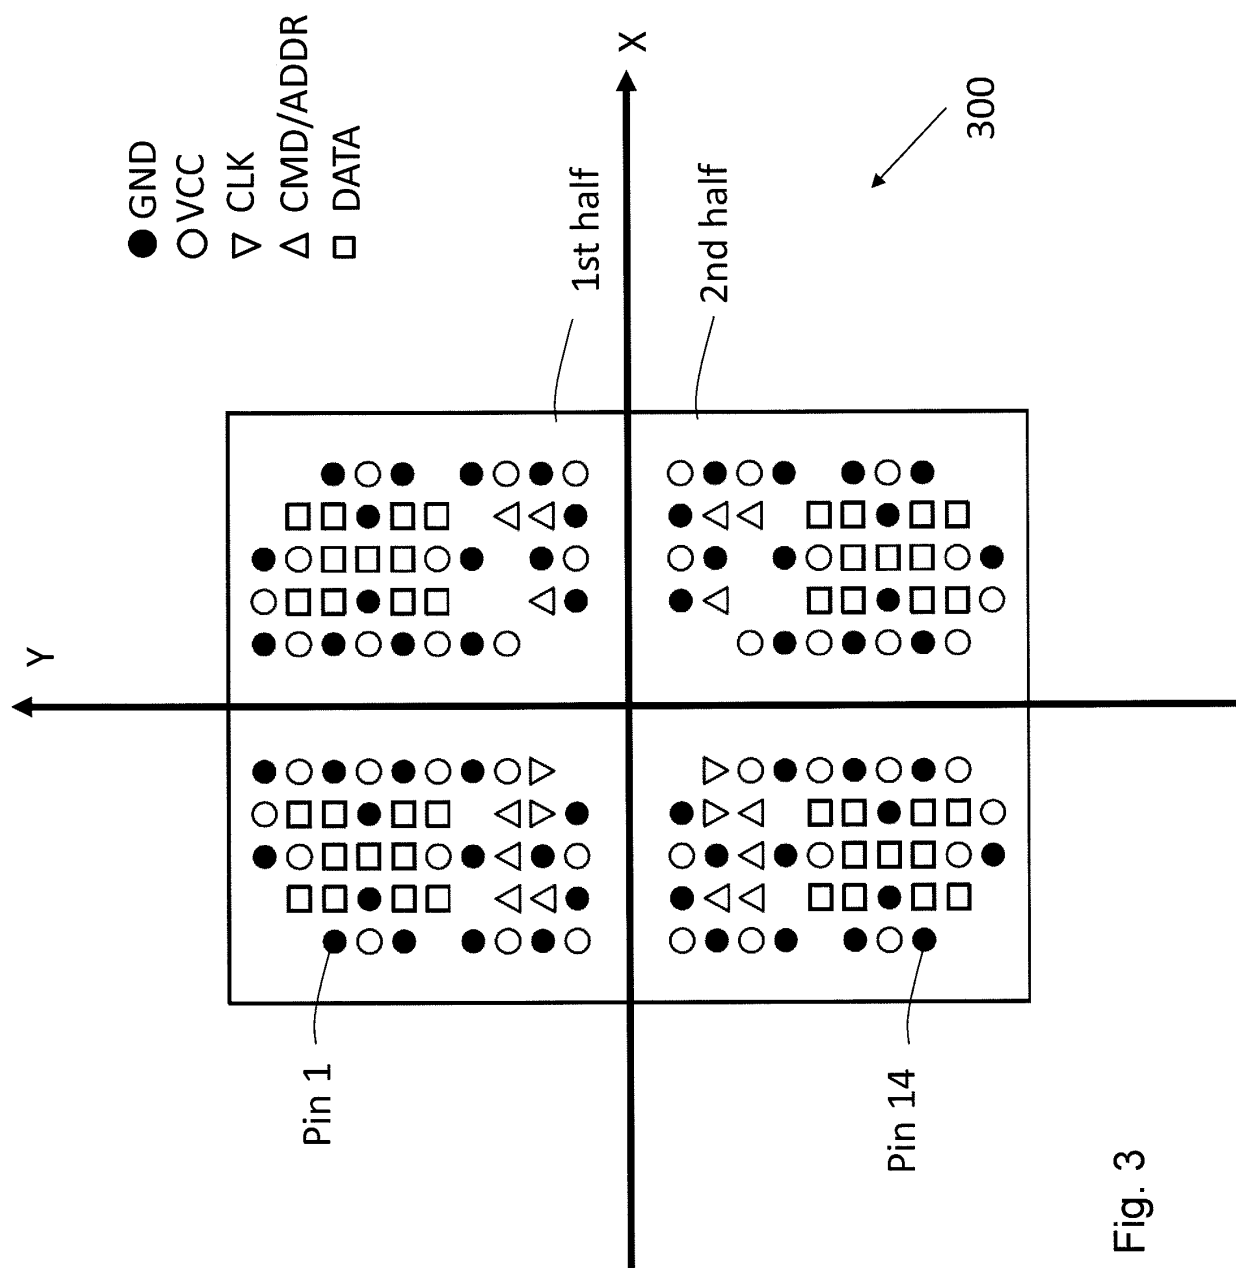 GND
VCC
CLK
CMD/ADDR
DATA
Y
X
1st half
2nd half
300
Pin 1
Pin 14
Fig. 3